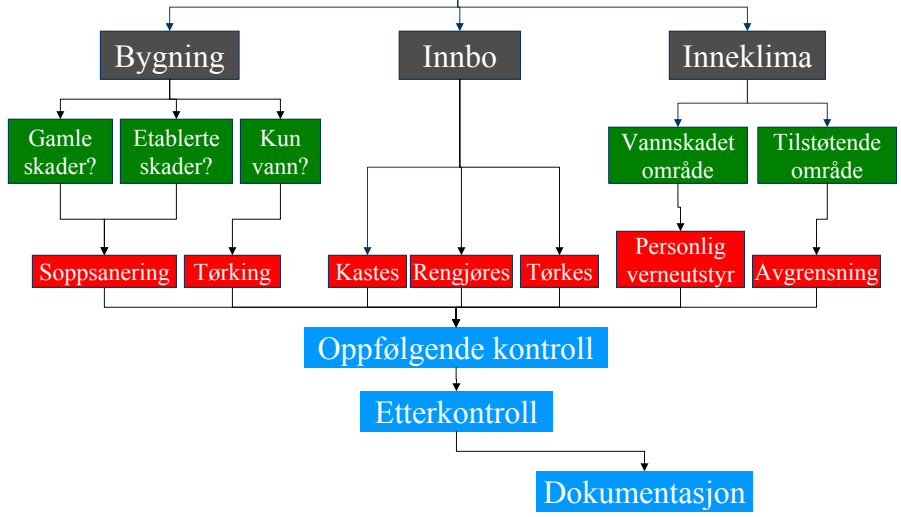 Bygning
Innbo
Inneklima
Gamle
skader?
Etablerte
skader?
Kun
vann?
Vannskadet
område
Tilstøtende
område
Soppsanering
Tørking
Kastes
Rengjøres
Tørkes
Personlig
verneutstyr
Avgrensning
Oppfølgende kontroll
Etterkontroll
Dokumentasjon